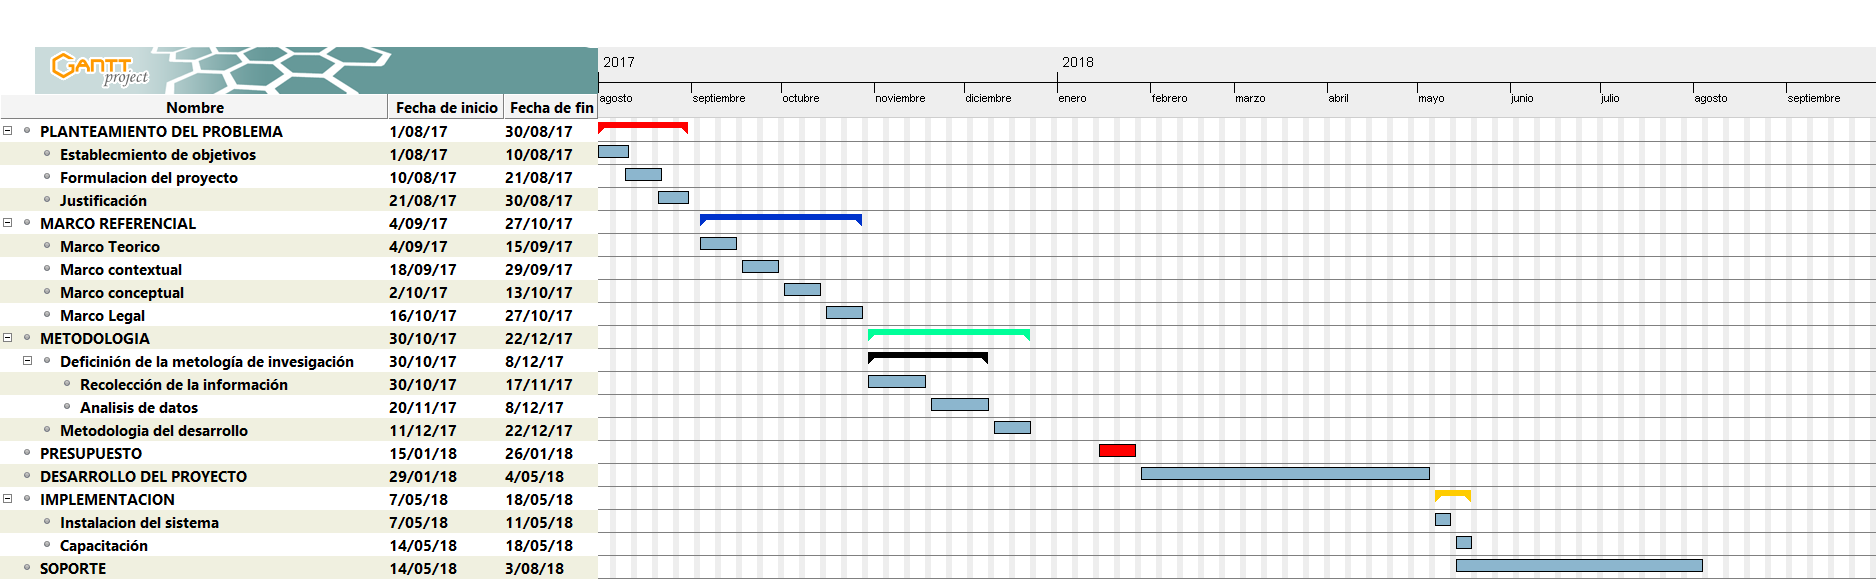 GANTT
project
2017 2018
agosto septiembre octubre noviembre diciembre enero febrero marzo abril mayo junio julio agosto septiembre
Nombre Fecha de inicio Fecha de fin
PLANTEAMIENTO DEL PROBLEMA 1/08/17 30/08/17
Establecmiento de objetivos 1/08/17 10/08/17
Formulacion del proyecto 10/08/17 21/08/17
Justificación 21/08/17 30/08/17
MARCO REFERENCIAL 4/09/17 27/10/17
Marco Teorico 4/09/17 15/09/17
Marco contextual 18/09/17 29/09/17
Marco conceptual 2/10/17 13/10/17
Marco Legal 16/10/17 27/10/17
METODOLOGIA 30/10/17 22/12/17
Deficinión de la metología de invesigación 30/10/17 8/12/17
Recolección de la información 30/10/17 17/11/17
Analisis de datos 20/11/17 8/12/17
Metodologia del desarrollo 11/12/17 22/12/17
PRESUPUESTO 15/01/18 26/01/18
DESARROLLO DEL PROYECTO 29/01/18 4/05/18
IMPLEMENTACION 7/05/18 18/05/18
Instalacion del sistema 7/05/18 11/05/18
Capacitación 14/05/18 18/05/18
SOPORTE 14/05/18 3/08/18